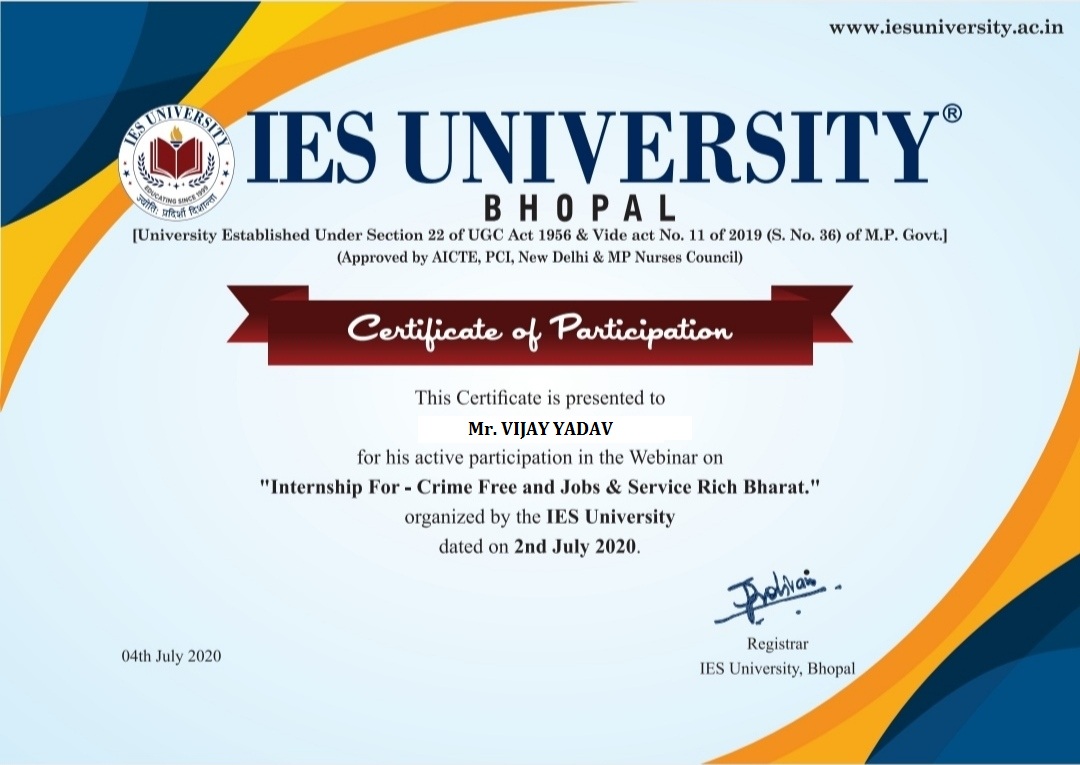 www.iesuniversity.ac.in
IES UNIVERSITY
EDUCATING SINCE 1999
IES UNIVERSITY®
BHOPAL
[University Established Under Section 22 of UGC Act 1956 & Vide act No. 11 of 2019 (S. No. 36) of M.P. Govt.]
(Approved by AICTE, PCI, New Delhi & MP Nurses Council)
Certificate of Participation
This Certificate is presented to
Mr. VIJAY YADAV
for his active participation in the Webinar on
"Internship For - Crime Free and Jobs & Service Rich Bharat."
organized by the IES University
dated on 2nd July 2020.
Registrar
04th July 2020
IES University, Bhopal